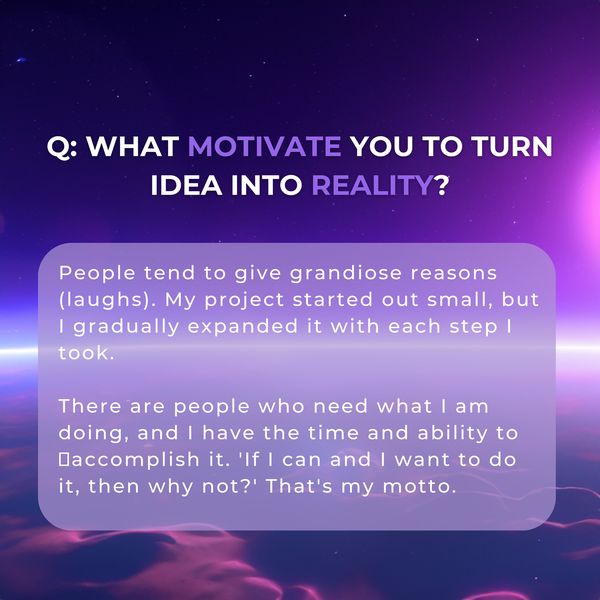 Q: WHAT MOTIVATE YOU TO TURN
IDEA INTO REALITY?
People tend to give grandiose reasons
(laughs). My project started out small, but
I gradually expanded it with each step I
took.
There are people who need what I am
doing, and I have the time and ability to
accomplish it. 'If I can and I want to do
it, then why not?' That's my motto.